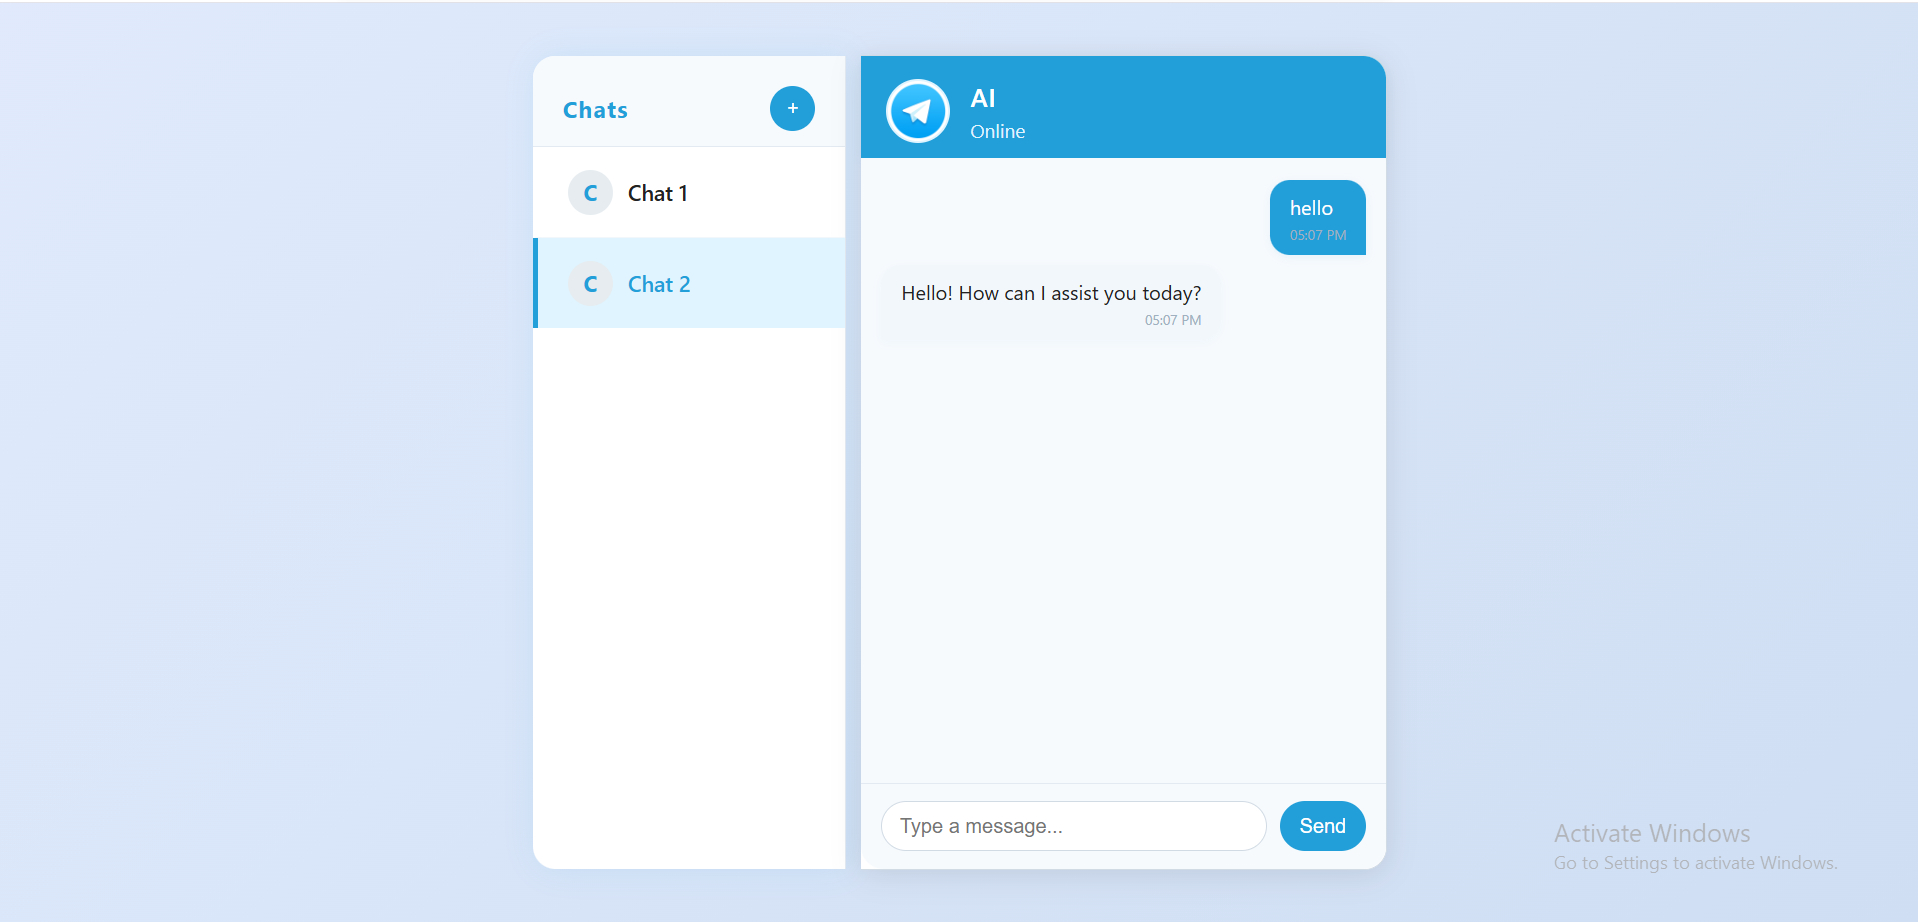 Chats
+
C
Chat 1
C
Chat 2
AI
Online
hello
05:07 PM
Hello! How can I assist you today?
05:07 PM
Type a message...
Send
Activate Windows
Go to Settings to activate Windows.